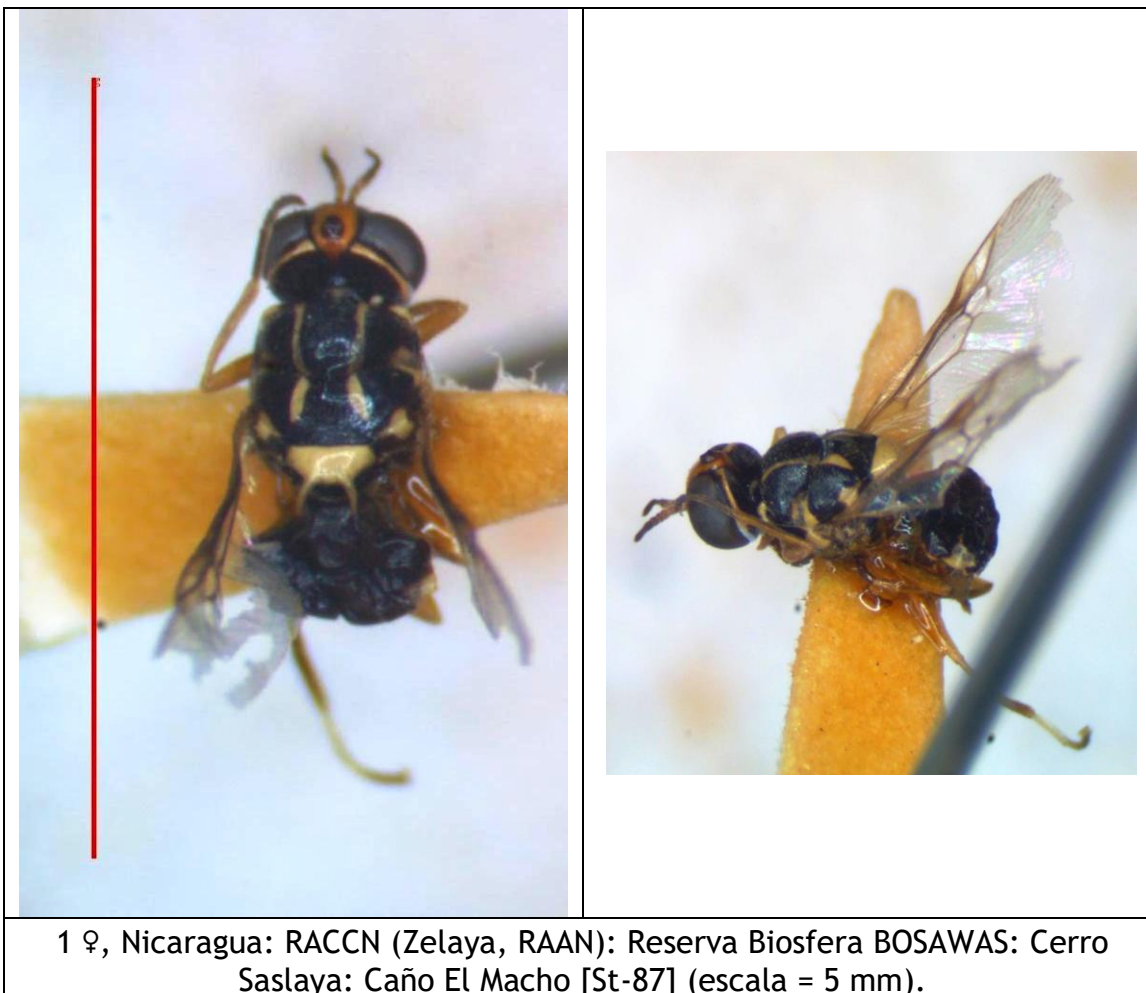 1 ♀, Nicaragua: RACCN (Zelaya, RAAN): Reserva Biosfera BOSAWAS: Cerro
Saslaya: Caño El Macho [St-87] (escala = 5 mm).